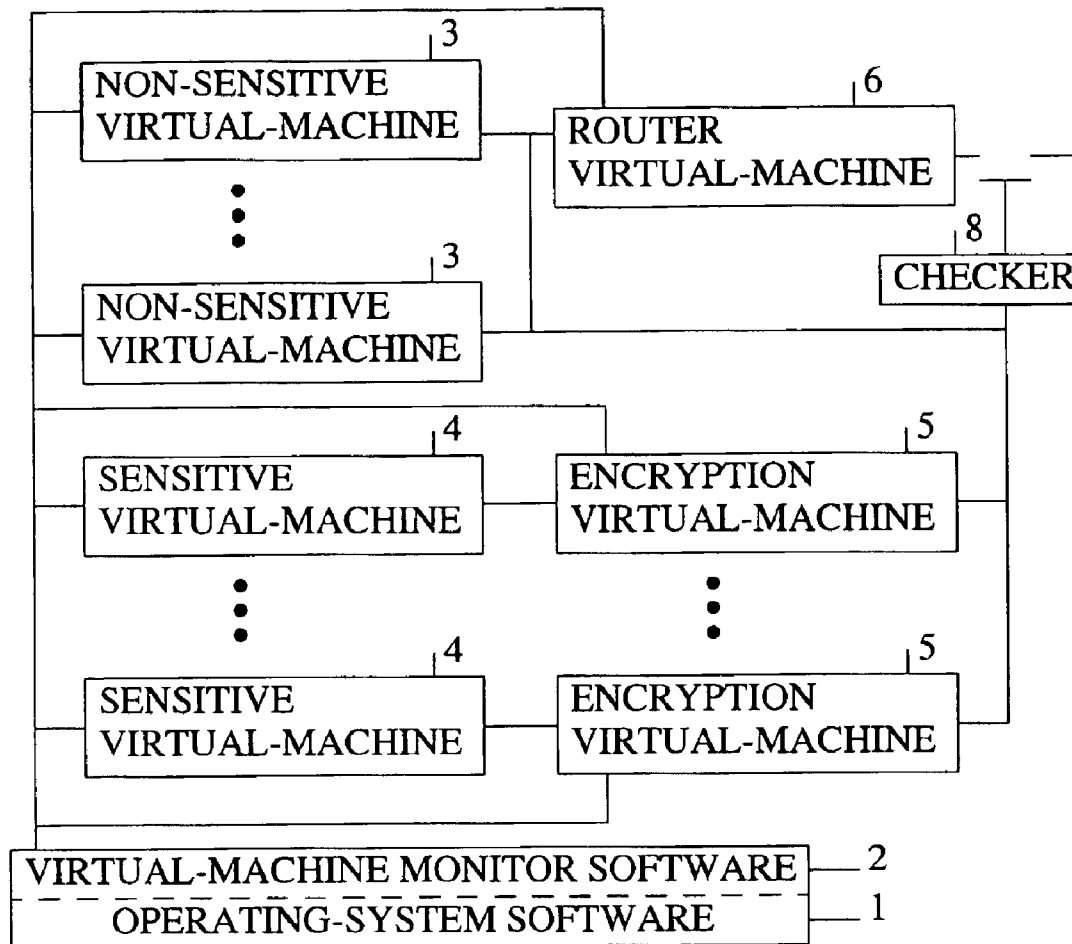 3
NON-SENSITIVE
VIRTUAL-MACHINE
6
ROUTER
VIRTUAL-MACHINE
8
CHECKER
3
NON-SENSITIVE
VIRTUAL-MACHINE
4
SENSITIVE
VIRTUAL-MACHINE
5
ENCRYPTION
VIRTUAL-MACHINE
4
SENSITIVE
VIRTUAL-MACHINE
5
ENCRYPTION
VIRTUAL-MACHINE
VIRTUAL-MACHINE MONITOR SOFTWARE 2
OPERATING-SYSTEM SOFTWARE 1